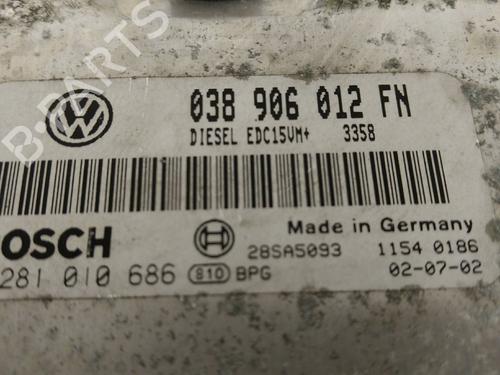 B-PARTS
038 906 012 FN
DIESEL EDC15VM+ 3358
Made in Germany
OSCH
28SA5093 1154 0186
281 010 686 810 BPG 02-07-02